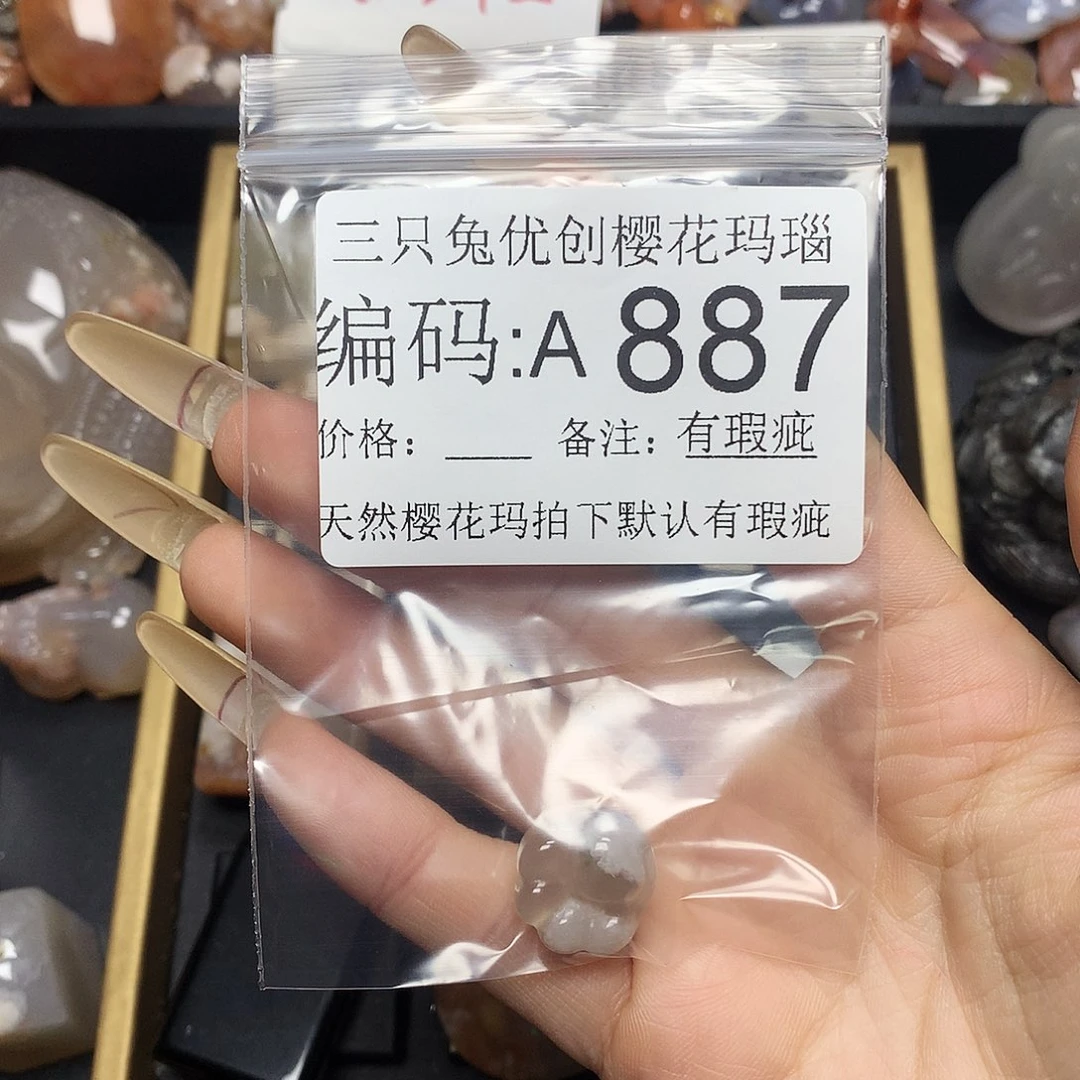 三只兔优创樱花玛瑙
编码:A 887
价格：___ 备注：有瑕疵
天然樱花玛拍下默认有瑕疵